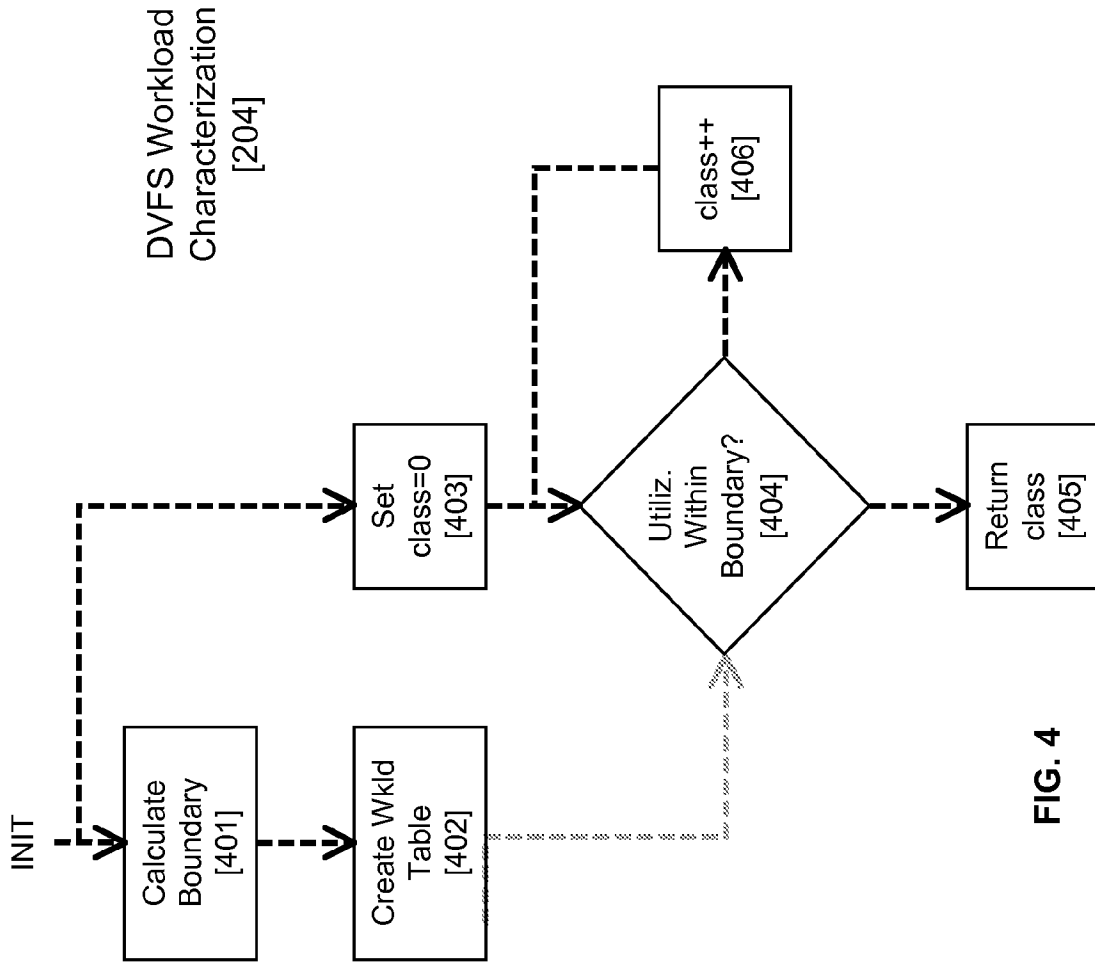 INIT
DVFS Workload
Characterization
[204]
Calculate
Boundary
[401]
Create Wkld
Table
[402]
Set
class=0
[403]
Utiliz.
Within
Boundary?
[404]
class++
[406]
Return
class
[405]
FIG. 4